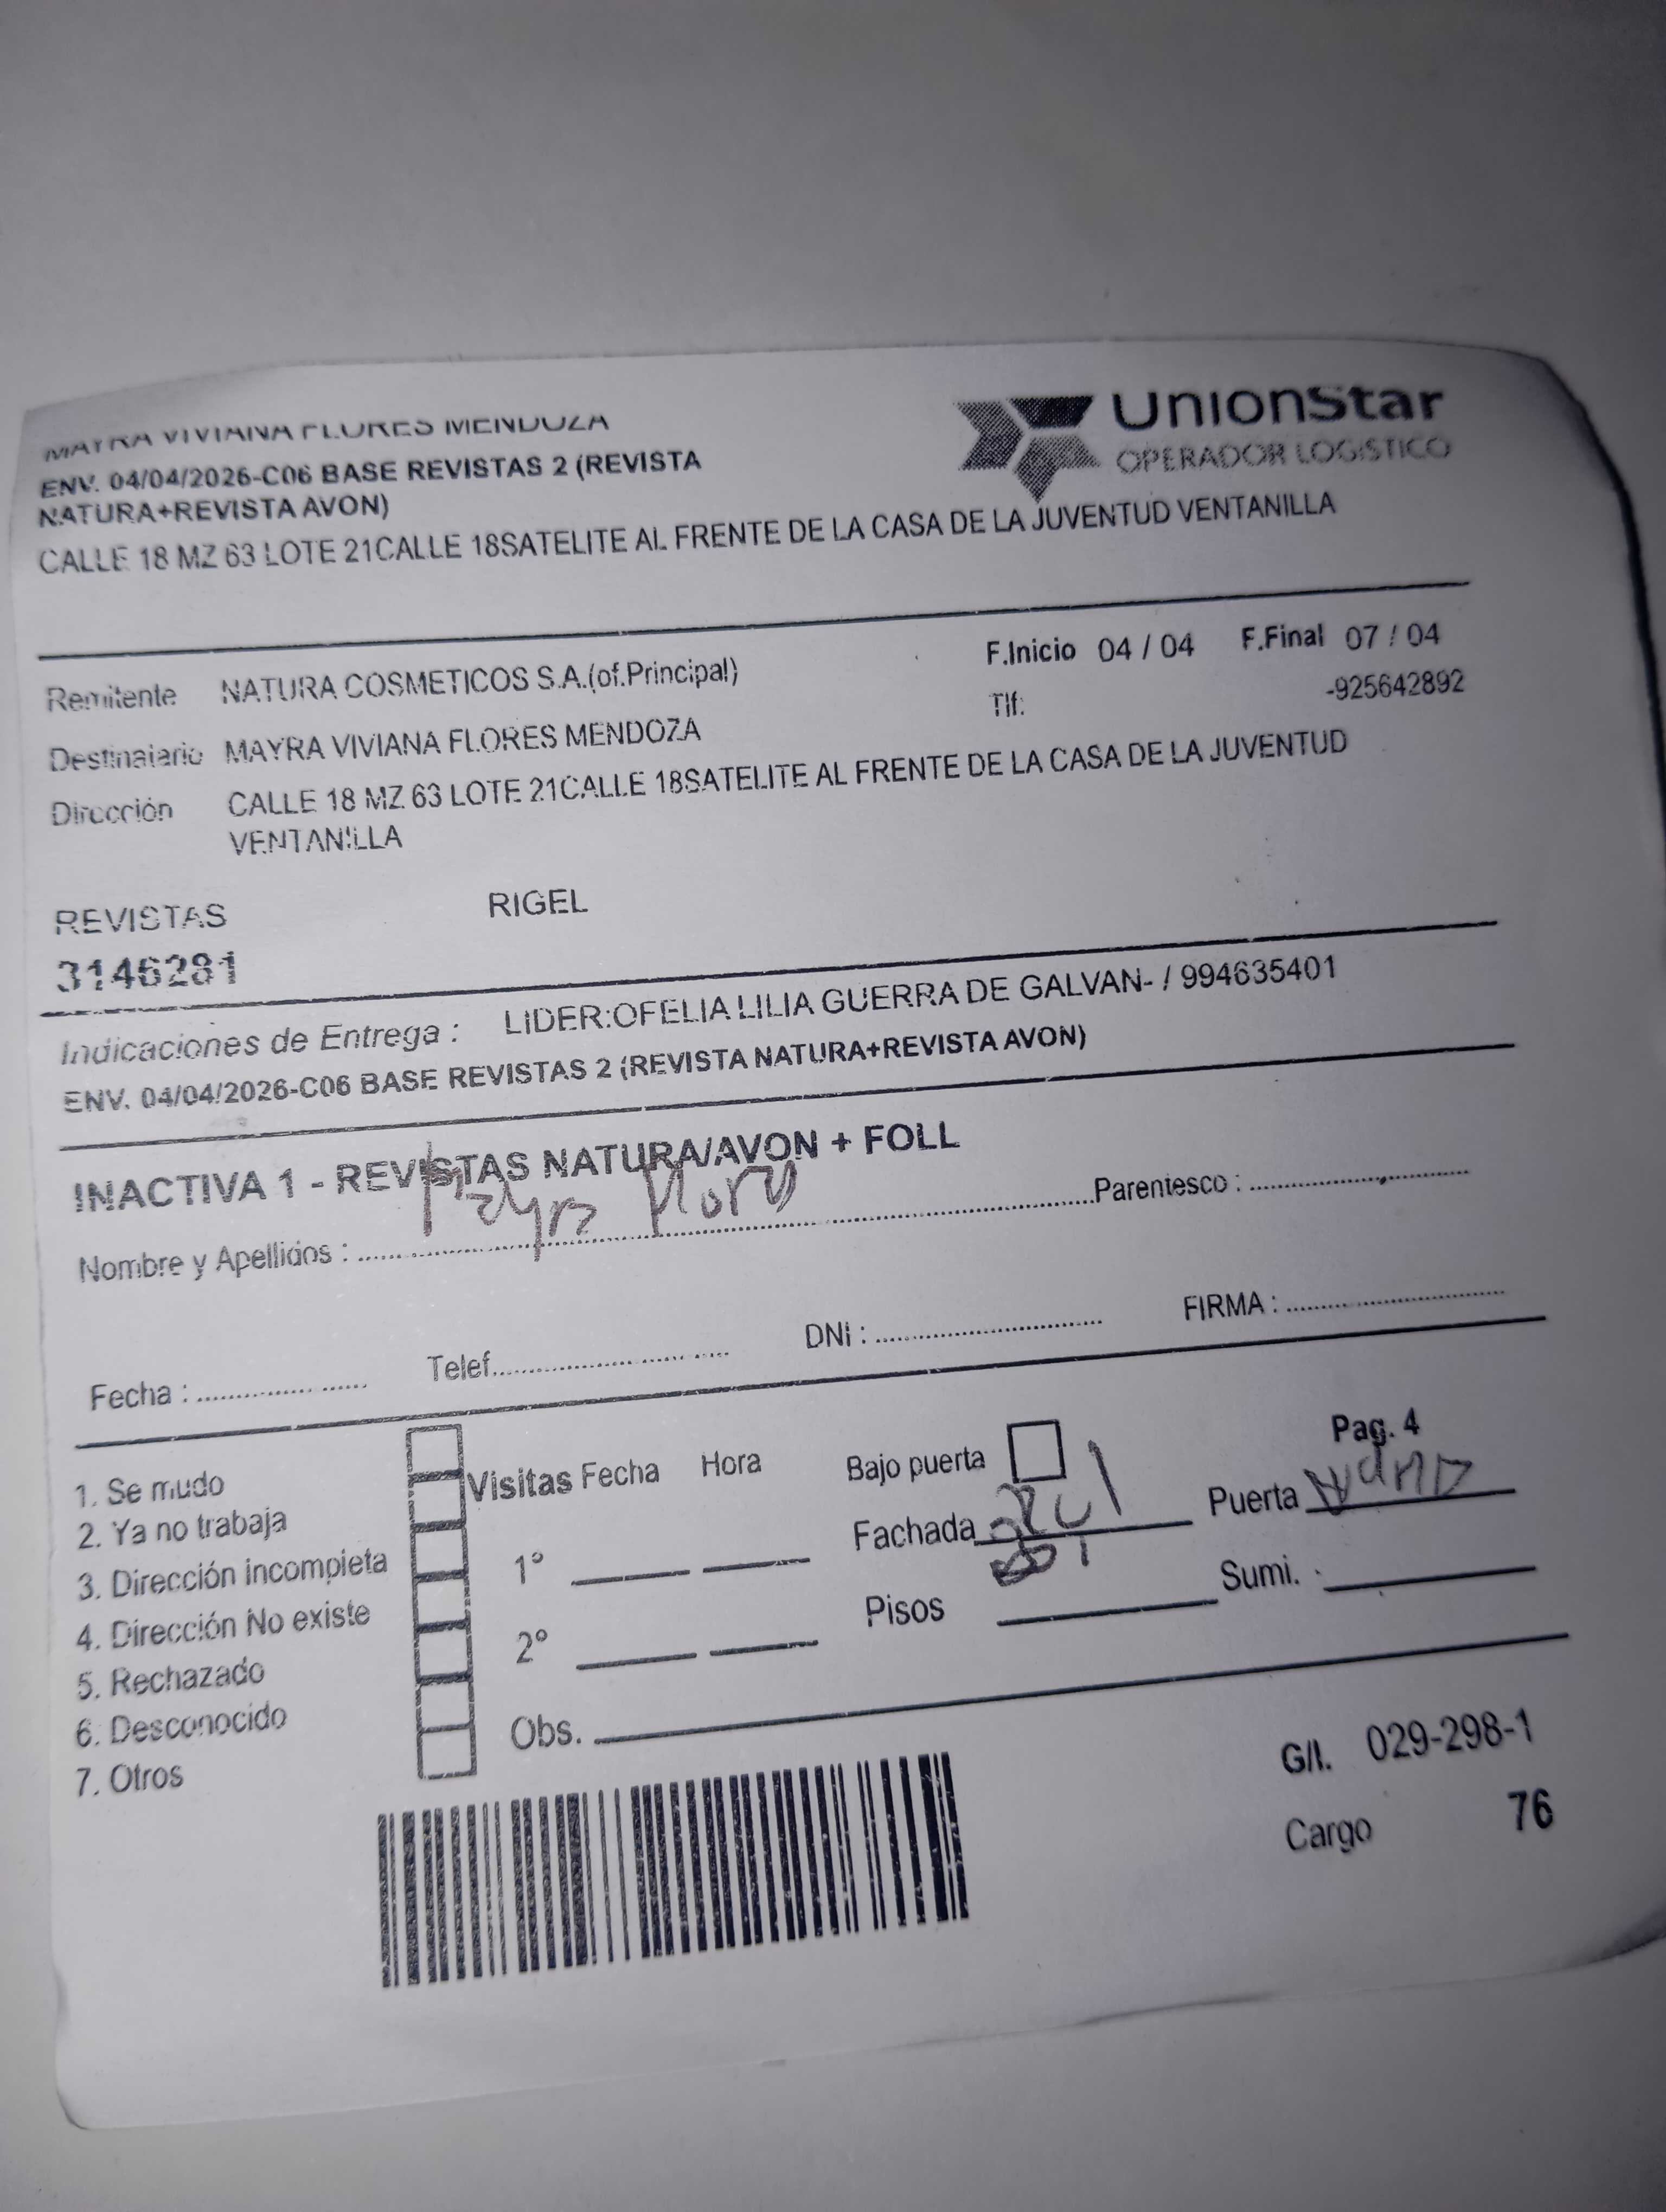 MAYRA VIVIANA FLORES MENDOZA
UnionStar
OPERADOR LOGISTICO
ENV. 04/04/2026-C06 BASE REVISTAS 2 (REVISTA
NATURA+REVISTA AVON)
CALLE 18 MZ 63 LOTE 21CALLE 18SATELITE AL FRENTE DE LA CASA DE LA JUVENTUD VENTANILLA
F.Inicio 04 / 04 F.Final 07 / 04
Remitente NATURA COSMETICOS S.A.(of.Principal)
Tlf: -925642892
Destinatario MAYRA VIVIANA FLORES MENDOZA
Dirección CALLE 18 MZ 63 LOTE 21CALLE 18SATELITE AL FRENTE DE LA CASA DE LA JUVENTUD
VENTANILLA
REVISTAS RIGEL
3146281
Indicaciones de Entrega : LIDER:OFELIA LILIA GUERRA DE GALVAN- / 994635401
ENV. 04/04/2026-C06 BASE REVISTAS 2 (REVISTA NATURA+REVISTA AVON)
INACTIVA 1 - REVISTAS NATURA/AVON + FOLL
Nombre y Apellidos : Mayra Parentesco :
Fecha : Telef. DNI : FIRMA :
Pag. 4
1. Se mudo
2. Ya no trabaja
3. Dirección incompleta
4. Dirección No existe
5. Rechazado
6. Desconocido
7. Otros
Visitas Fecha Hora
1°
2°
Obs.
Bajo puerta
Fachada Puerta
Pisos Sumi.
G/I. 029-298-1
Cargo 76